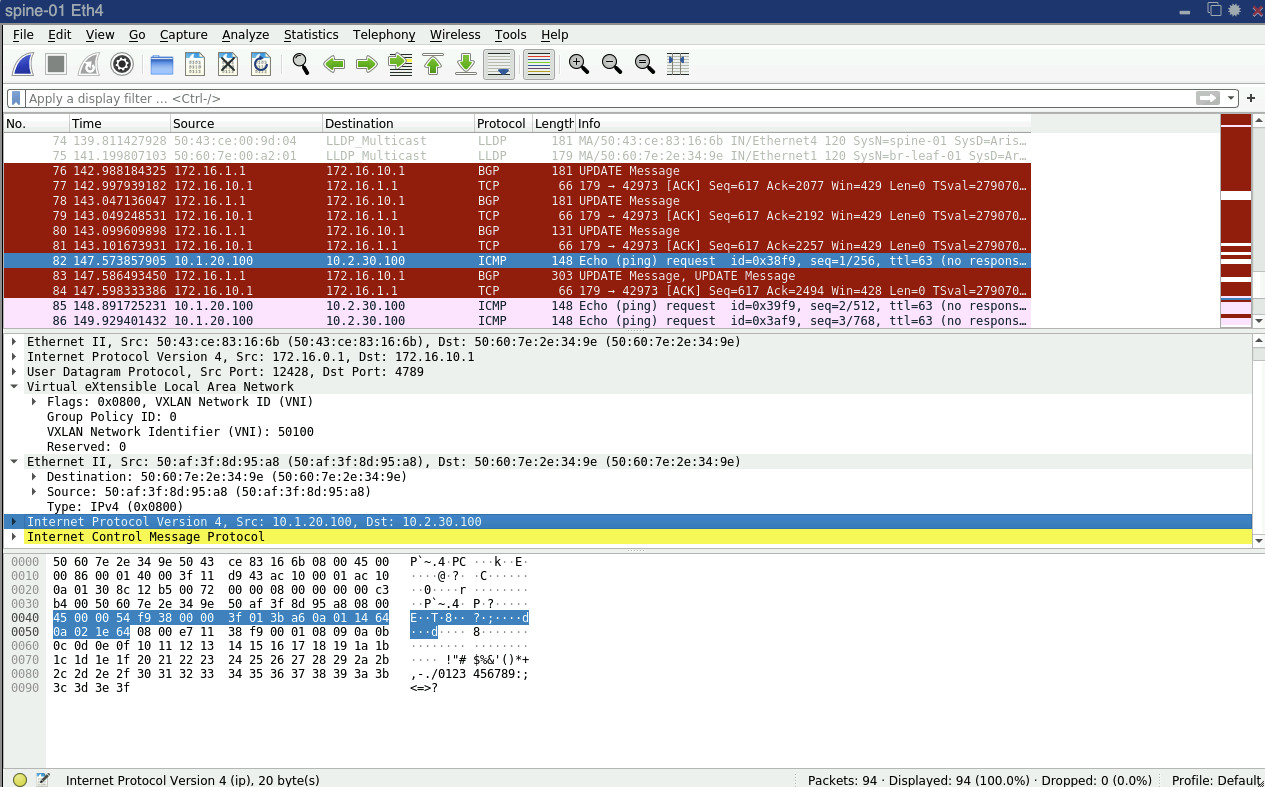 spine-01 Eth4
File Edit View Go Capture Analyze Statistics Telephony Wireless Tools Help
Apply a display filter … <Ctrl-/>
No. Time Source Destination Protocol Length Info
74 139.811427928 50:43:ce:00:9d:04 LLDP_Multicast LLDP 181 MA/50:43:ce:83:16:6b IN/Ethernet4 120 SysN=spine-01 SysD=Aris…
75 141.199807103 50:60:7e:00:a2:01 LLDP_Multicast LLDP 179 MA/50:60:7e:2e:34:9e IN/Ethernet1 120 SysN=br-leaf-01 SysD=Ar…
76 142.988184325 172.16.1.1 172.16.10.1 BGP 181 UPDATE Message
77 142.997939182 172.16.10.1 172.16.1.1 TCP 66 179 → 42973 [ACK] Seq=617 Ack=2077 Win=429 Len=0 TSval=279070…
78 143.047136047 172.16.1.1 172.16.10.1 BGP 181 UPDATE Message
79 143.049248531 172.16.10.1 172.16.1.1 TCP 66 179 → 42973 [ACK] Seq=617 Ack=2192 Win=429 Len=0 TSval=279070…
80 143.099609898 172.16.1.1 172.16.10.1 BGP 131 UPDATE Message
81 143.101673931 172.16.10.1 172.16.1.1 TCP 66 179 → 42973 [ACK] Seq=617 Ack=2257 Win=429 Len=0 TSval=279070…
82 147.573857905 10.1.20.100 10.2.30.100 ICMP 148 Echo (ping) request id=0x38f9, seq=1/256, ttl=63 (no respons…
83 147.586493450 172.16.1.1 172.16.10.1 BGP 303 UPDATE Message, UPDATE Message
84 147.598333386 172.16.10.1 172.16.1.1 TCP 66 179 → 42973 [ACK] Seq=617 Ack=2494 Win=428 Len=0 TSval=279070…
85 148.891725231 10.1.20.100 10.2.30.100 ICMP 148 Echo (ping) request id=0x39f9, seq=2/512, ttl=63 (no respons…
86 149.929401432 10.1.20.100 10.2.30.100 ICMP 148 Echo (ping) request id=0x3af9, seq=3/768, ttl=63 (no respons…
Ethernet II, Src: 50:43:ce:83:16:6b (50:43:ce:83:16:6b), Dst: 50:60:7e:2e:34:9e (50:60:7e:2e:34:9e)
Internet Protocol Version 4, Src: 172.16.0.1, Dst: 172.16.10.1
User Datagram Protocol, Src Port: 12428, Dst Port: 4789
Virtual eXtensible Local Area Network
Flags: 0x0800, VXLAN Network ID (VNI)
Group Policy ID: 0
VXLAN Network Identifier (VNI): 50100
Reserved: 0
Ethernet II, Src: 50:af:3f:8d:95:a8 (50:af:3f:8d:95:a8), Dst: 50:60:7e:2e:34:9e (50:60:7e:2e:34:9e)
Destination: 50:60:7e:2e:34:9e (50:60:7e:2e:34:9e)
Source: 50:af:3f:8d:95:a8 (50:af:3f:8d:95:a8)
Type: IPv4 (0x0800)
Internet Protocol Version 4, Src: 10.1.20.100, Dst: 10.2.30.100
Internet Control Message Protocol
0000 50 60 7e 2e 34 9e 50 43 ce 83 16 6b 08 00 45 00 P`~.4·PC ···k··E·
0010 00 86 00 01 40 00 3f 11 d9 43 ac 10 00 01 ac 10 ····@·?· ·C······
0020 0a 01 30 8c 12 b5 00 72 00 00 08 00 00 00 00 c3 ··0····r ········
0030 b4 00 50 60 7e 2e 34 9e 50 af 3f 8d 95 a8 08 00 ··P`~.4· P·?·····
0040 45 00 00 54 f9 38 00 00 3f 01 3b a6 0a 01 14 64 E··T·8·· ?·;····d
0050 0a 02 1e 64 08 00 e7 11 38 f9 00 01 08 09 0a 0b ···d···· 8·······
0060 0c 0d 0e 0f 10 11 12 13 14 15 16 17 18 19 1a 1b ········ ········
0070 1c 1d 1e 1f 20 21 22 23 24 25 26 27 28 29 2a 2b ···· !"# $%&'()*+
0080 2c 2d 2e 2f 30 31 32 33 34 35 36 37 38 39 3a 3b ,-./0123 456789:;
0090 3c 3d 3e 3f <=>?
Internet Protocol Version 4 (ip), 20 byte(s) Packets: 94 · Displayed: 94 (100.0%) · Dropped: 0 (0.0%) Profile: Default